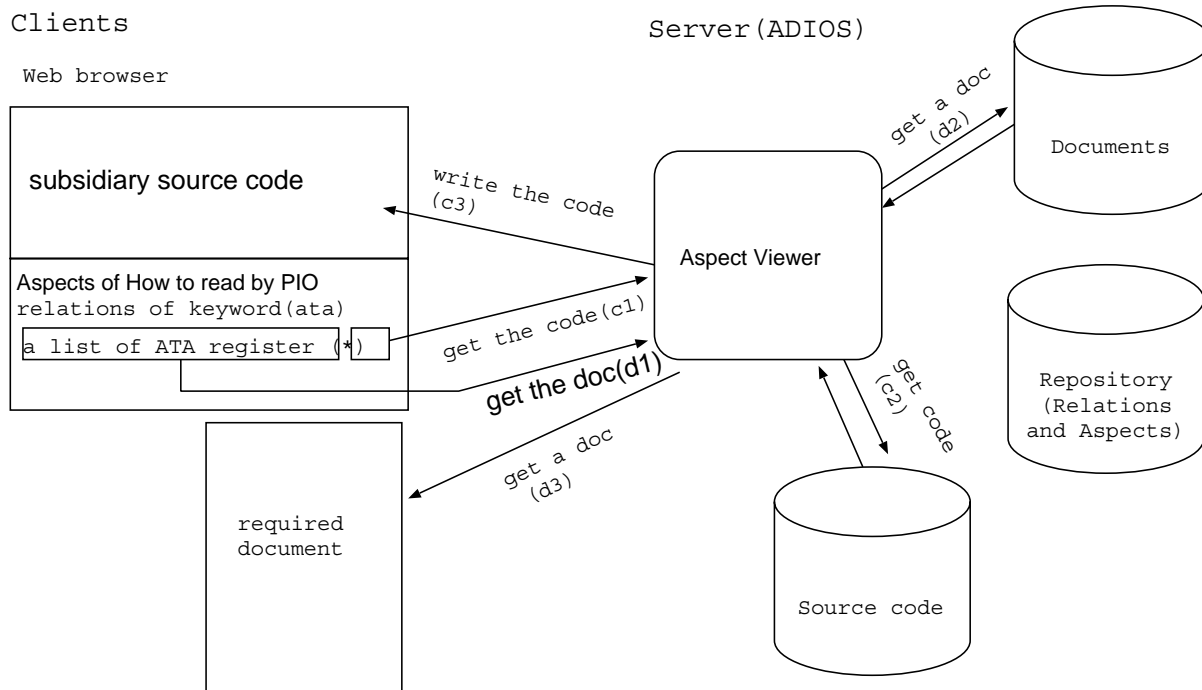 Clients
Server(ADIOS)
Web browser
get a doc
(d2)
Documents
subsidiary source code
write the code
(c3)
Aspect Viewer
Aspects of How to read by PIO
relations of keyword(ata)
a list of ATA register (*)
get the code(c1)
get the doc(d1)
get code
(c2)
Repository
(Relations
and Aspects)
get a doc
(d3)
required
document
Source code